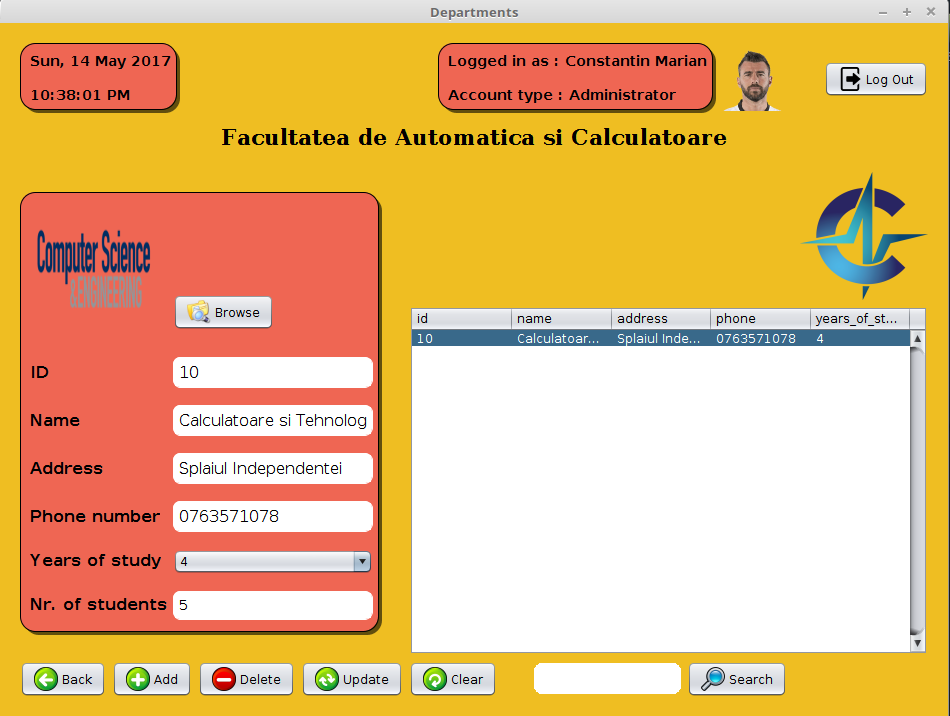 Departments
Sun, 14 May 2017
10:38:01 PM
Logged in as : Constantin Marian
Account type : Administrator
Log Out
Facultatea de Automatica si Calculatoare
Computer Science
& ENGINEERING
Browse
ID 10
Name Calculatoare si Tehnolog
Address Splaiul Independentei
Phone number 0763571078
Years of study 4
Nr. of students 5
id name address phone years_of_st...
10 Calculatoar... Splaiul Inde... 0763571078 4
Back Add Delete Update Clear Search